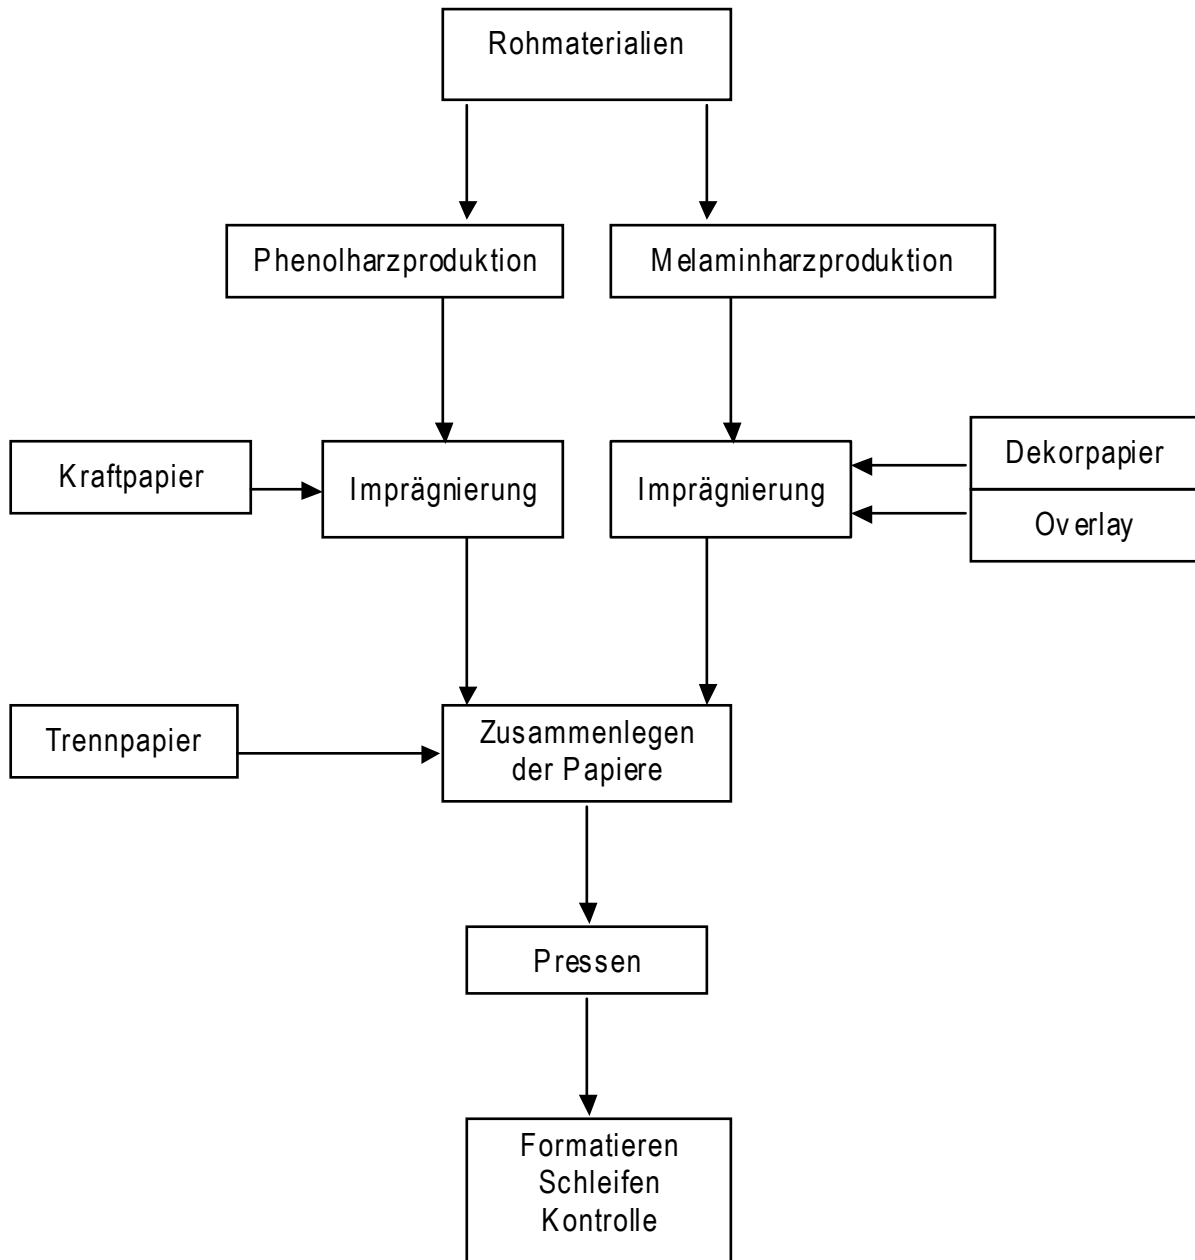 Rohmaterialien
Phenolharzproduktion
Melaminharzproduktion
Kraftpapier
Imprägnierung
Imprägnierung
Dekorpapier
Overlay
Trennpapier
Zusammenlegen
der Papiere
Pressen
Formatieren
Schleifen
Kontrolle